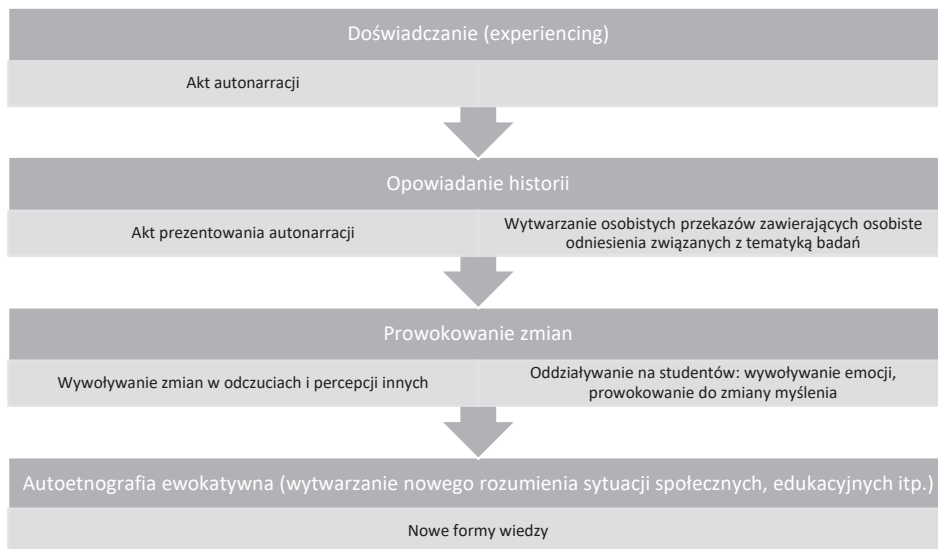 Doświadczanie (experiencing)
Akt autonarracji
Opowiadanie historii
Akt prezentowania autonarracji
Wytwarzanie osobistych przekazów zawierających osobiste
odniesienia związanych z tematyką badań
Prowokowanie zmian
Wywoływanie zmian w odczuciach i percepcji innych
Oddziaływanie na studentów: wywoływanie emocji,
prowokowanie do zmiany myślenia
Autoetnografia ewokatywna (wytwarzanie nowego rozumienia sytuacji społecznych, edukacyjnych itp.)
Nowe formy wiedzy